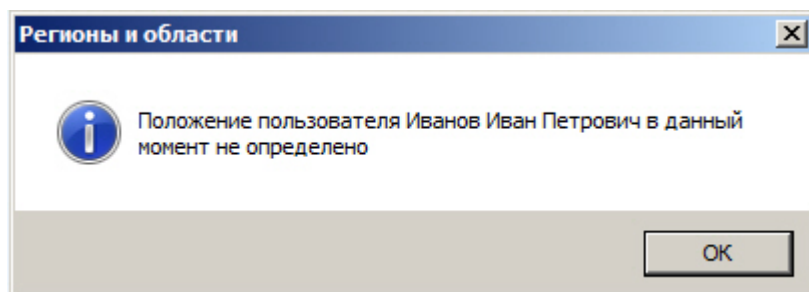 Регионы и области
Положение пользователя Иванов Иван Петрович в данный
момент не определено
OK